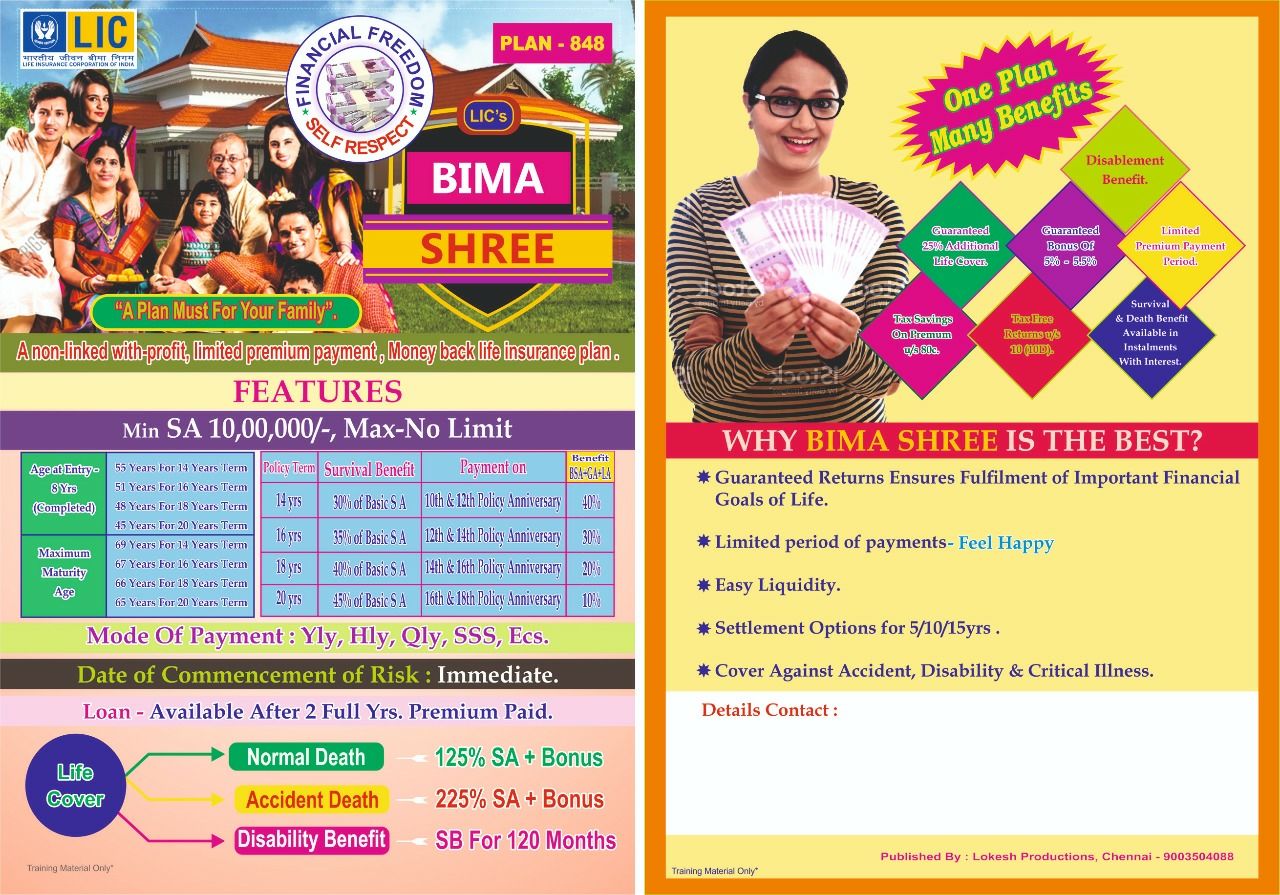 LIC
भारतीय जीवन बीमा निगम
LIFE INSURANCE CORPORATION OF INDIA
FINANCIAL FREEDOM
SELF RESPECT
PLAN - 848
LIC's
BIMA
SHREE
"A Plan Must For Your Family".
A non-linked with-profit, limited premium payment , Money back life insurance plan .
FEATURES
Min SA 10,00,000/-, Max-No Limit
Age at Entry -
8 Yrs
(Completed)
55 Years For 14 Years Term
51 Years For 16 Years Term
48 Years For 18 Years Term
45 Years For 20 Years Term
Maximum
Maturity
Age
69 Years For 14 Years Term
67 Years For 16 Years Term
66 Years For 18 Years Term
65 Years For 20 Years Term
Policy Term Survival Benefit Payment on Benefit BSA+GA+LA
14 yrs 30% of Basic S A 10th & 12th Policy Anniversary 40%
16 yrs 35% of Basic S A 12th & 14th Policy Anniversary 30%
18 yrs 40% of Basic S A 14th & 16th Policy Anniversary 20%
20 yrs 45% of Basic S A 16th & 18th Policy Anniversary 10%
Mode Of Payment : Yly, Hly, Qly, SSS, Ecs.
Date of Commencement of Risk : Immediate.
Loan - Available After 2 Full Yrs. Premium Paid.
Life
Cover
Normal Death 125% SA + Bonus
Accident Death 225% SA + Bonus
Disability Benefit SB For 120 Months
Training Material Only*
One Plan
Many Benefits
Disablement
Benefit.
Guaranteed
25% Additional
Life Cover.
Guaranteed
Bonus Of
5% - 5.5%
Limited
Premium Payment
Period.
Tax Savings
On Premum
u/s 80c.
Tax Free
Returns u/s
10 (10D).
Survival
& Death Benefit
Available in
Instalments
With Interest.
WHY BIMA SHREE IS THE BEST?
Guaranteed Returns Ensures Fulfilment of Important Financial
Goals of Life.
Limited period of payments- Feel Happy
Easy Liquidity.
Settlement Options for 5/10/15yrs .
Cover Against Accident, Disability & Critical Illness.
Details Contact :
Published By : Lokesh Productions, Chennai - 9003504088
Training Material Only*